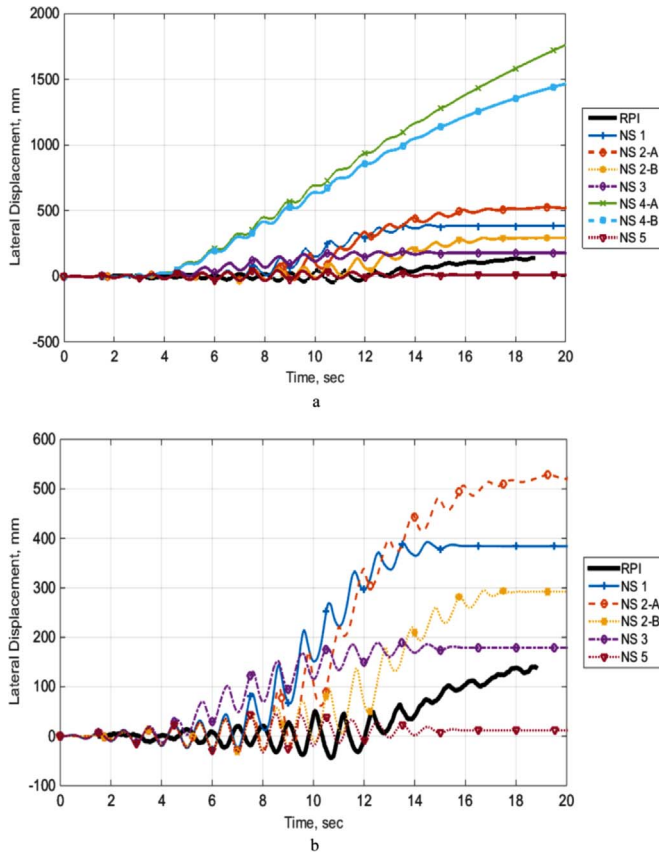 2000
1500
1000
500
0
-500
Lateral Displacement, mm
0 2 4 6 8 10 12 14 16 18 20
Time, sec
RPI
NS 1
NS 2-A
NS 2-B
NS 3
NS 4-A
NS 4-B
NS 5
a
600
500
400
300
200
100
0
-100
Lateral Displacement, mm
0 2 4 6 8 10 12 14 16 18 20
Time, sec
RPI
NS 1
NS 2-A
NS 2-B
NS 3
NS 5
b